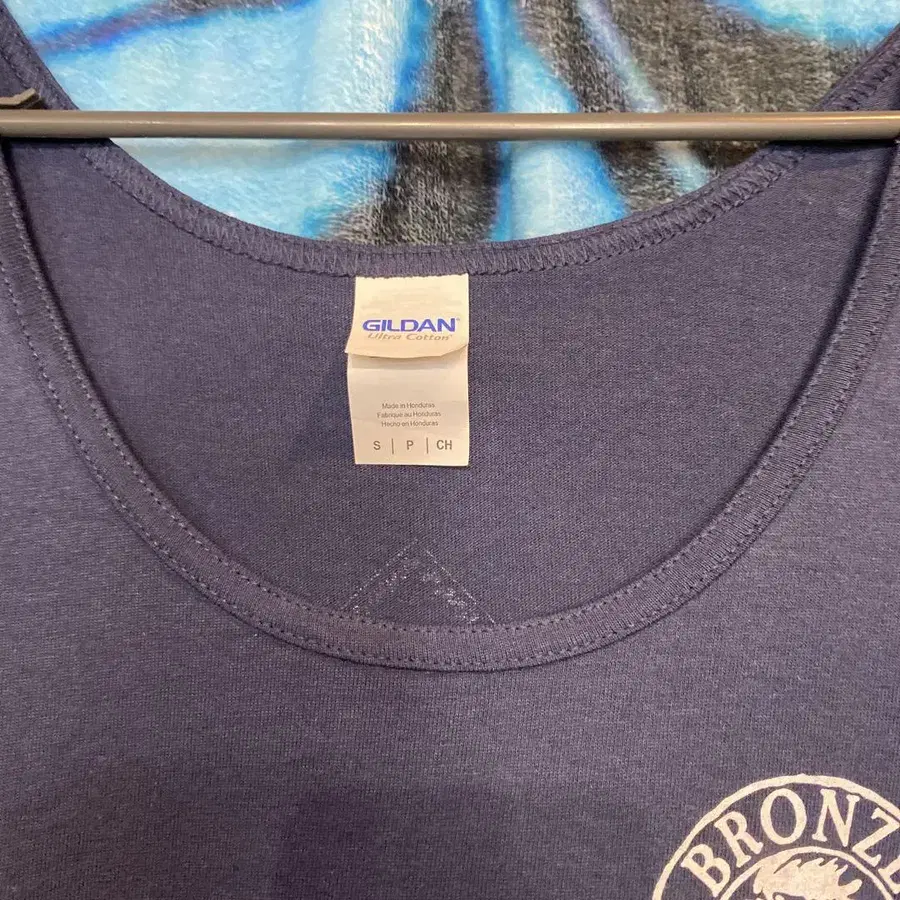 GILDAN®
Ultra Cotton®
Made in Honduras
Fabriqué au Honduras
Hecho en Honduras
S | P | CH
BRONZE